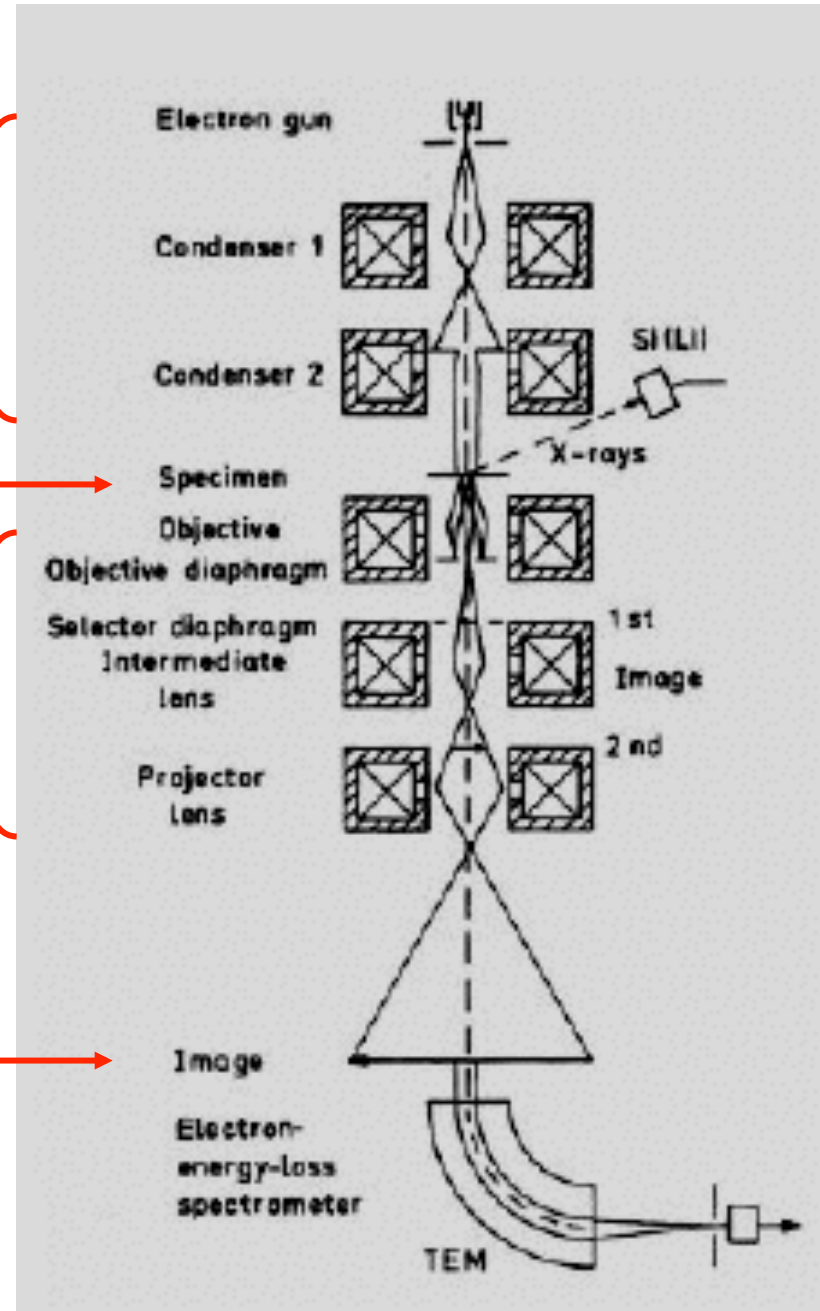 Electron gun
Condenser 1
Condenser 2
Si(Li)
X-rays
Specimen
Objective
Objective diaphragm
Selector diaphragm
1st
Intermediate
lens
Image
2nd
Projector
lens
Image
Electron-
energy-loss
spectrometer
TEM